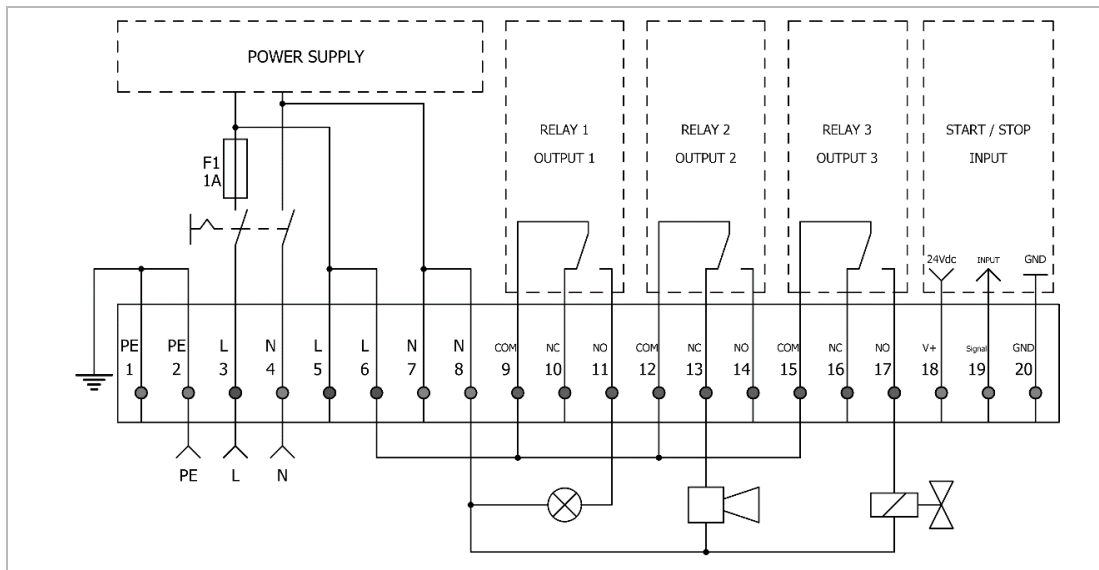 POWER SUPPLY
RELAY 1
OUTPUT 1
RELAY 2
OUTPUT 2
RELAY 3
OUTPUT 3
START / STOP
INPUT
F1
1A
24Vdc
INPUT
GND
PE
1
PE
2
L
3
N
4
L
5
L
6
N
7
N
8
COM
9
NC
10
NO
11
COM
12
NC
13
NO
14
COM
15
NC
16
NO
17
V+
18
Signal
19
GND
20
PE
L
N